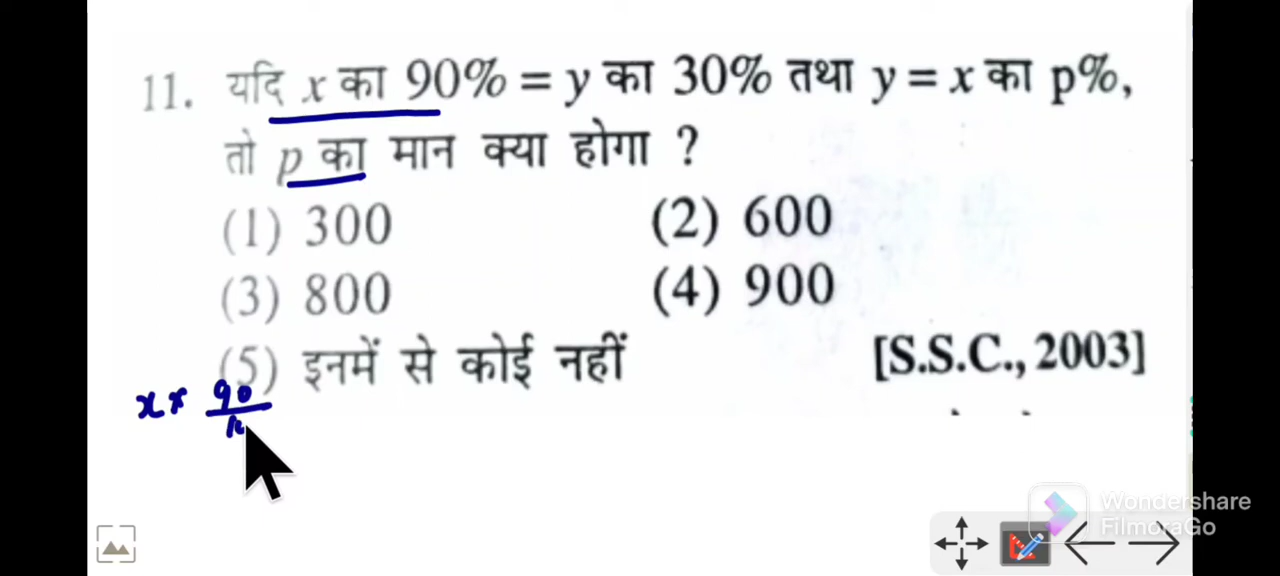 11. यदि x का 90% = y का 30% तथा y = x का p%,
तो p का मान क्या होगा ?
(1) 300 (2) 600
(3) 800 (4) 900
(5) इनमें से कोई नहीं [S.S.C., 2003]
x × 90
Wondershare
FilmoraGo